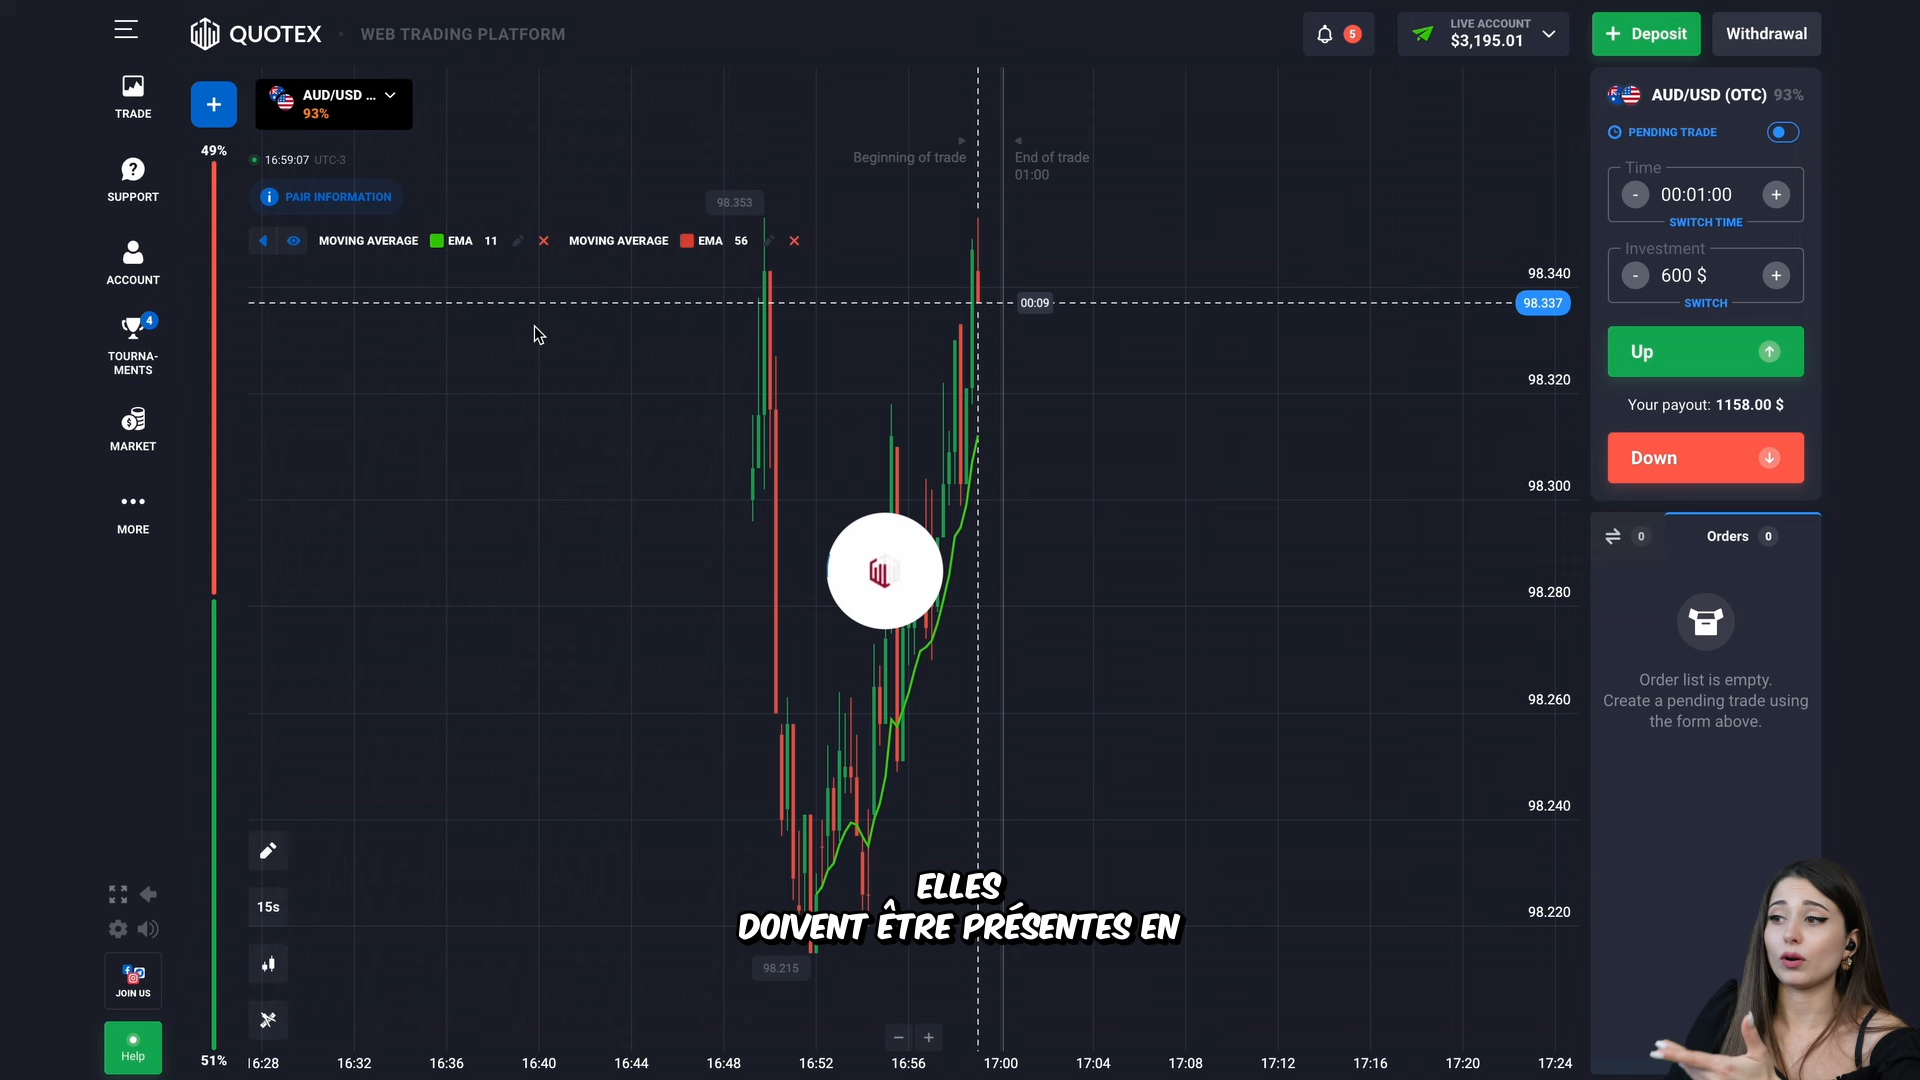 QUOTEX
WEB TRADING PLATFORM
5
LIVE ACCOUNT
$3,195.01
+ Deposit
Withdrawal
TRADE
SUPPORT
ACCOUNT
4
TOURNA-
MENTS
MARKET
MORE
JOIN US
Help
49%
51%
+
AUD/USD ...
93%
16:59:07 UTC-3
PAIR INFORMATION
MOVING AVERAGE EMA 11 MOVING AVERAGE EMA 56
98.353
Beginning of trade
End of trade
01:00
00:09
98.337
98.340
98.320
98.300
98.280
98.260
98.240
98.220
98.215
15s
ELLES
DOIVENT ÊTRE PRÉSENTES EN
16:28 16:32 16:36 16:40 16:44 16:48 16:52 16:56 17:00 17:04 17:08 17:12 17:16 17:20 17:24
AUD/USD (OTC) 93%
PENDING TRADE
Time
- 00:01:00 +
SWITCH TIME
Investment
- 600 $ +
SWITCH
Up
Your payout: 1158.00 $
Down
0
Orders 0
Order list is empty.
Create a pending trade using
the form above.